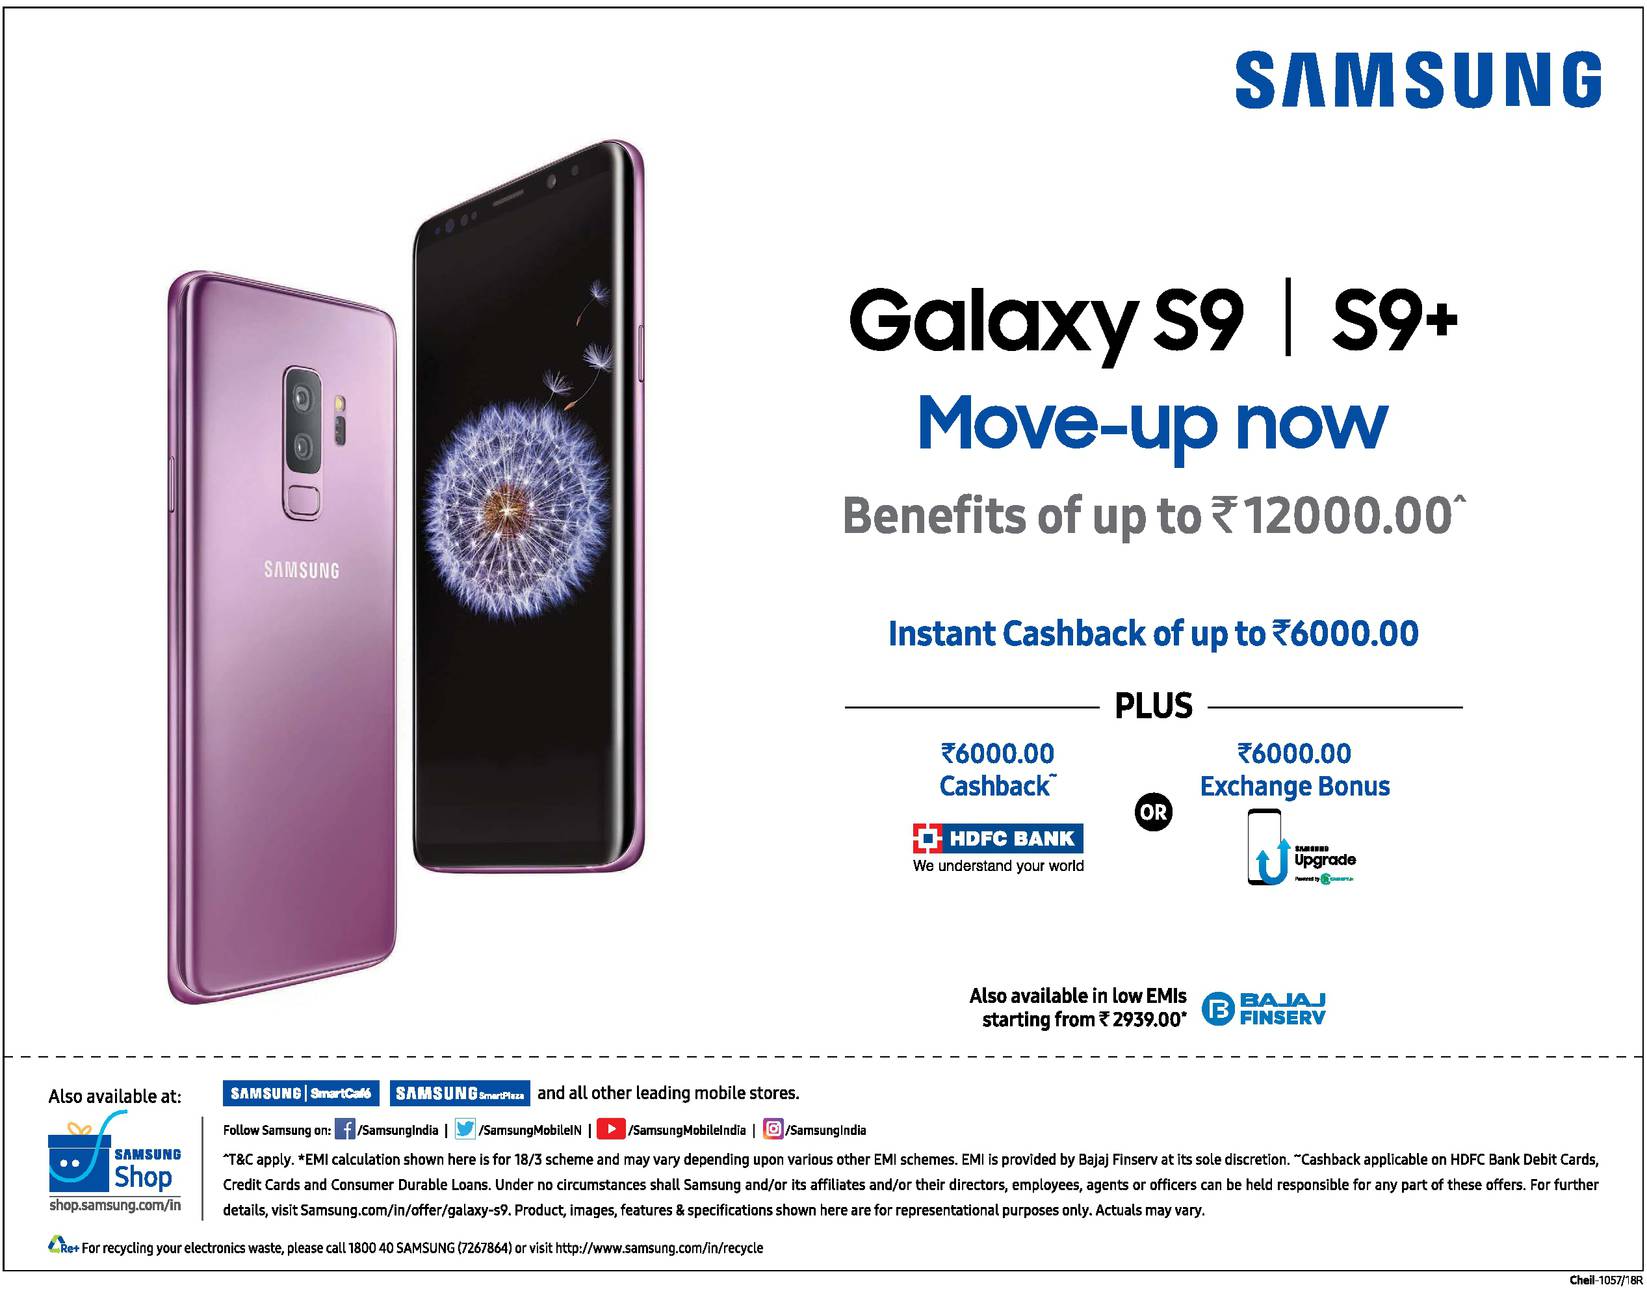 SAMSUNG
SAMSUNG
Galaxy S9 | S9+
Move-up now
Benefits of up to ₹12000.00^
Instant Cashback of up to ₹6000.00
PLUS
₹6000.00
Cashback~
HDFC BANK
We understand your world
OR
₹6000.00
Exchange Bonus
SAMSUNG
Upgrade
Powered by
Also available in low EMIs
starting from ₹ 2939.00*
BAJAJ
FINSERV
Also available at:
SAMSUNG
Shop
shop.samsung.com/in
SAMSUNG | SmartCafé SAMSUNG SmartPlaza and all other leading mobile stores.
Follow Samsung on: /SamsungIndia | /SamsungMobileIN | /SamsungMobileIndia | /SamsungIndia
^T&C apply. *EMI calculation shown here is for 18/3 scheme and may vary depending upon various other EMI schemes. EMI is provided by Bajaj Finserv at its sole discretion. ~Cashback applicable on HDFC Bank Debit Cards,
Credit Cards and Consumer Durable Loans. Under no circumstances shall Samsung and/or its affiliates and/or their directors, employees, agents or officers can be held responsible for any part of these offers. For further
details, visit Samsung.com/in/offer/galaxy-s9. Product, images, features & specifications shown here are for representational purposes only. Actuals may vary.
Re+ For recycling your electronics waste, please call 1800 40 SAMSUNG (7267864) or visit http://www.samsung.com/in/recycle
Cheil-1057/18R